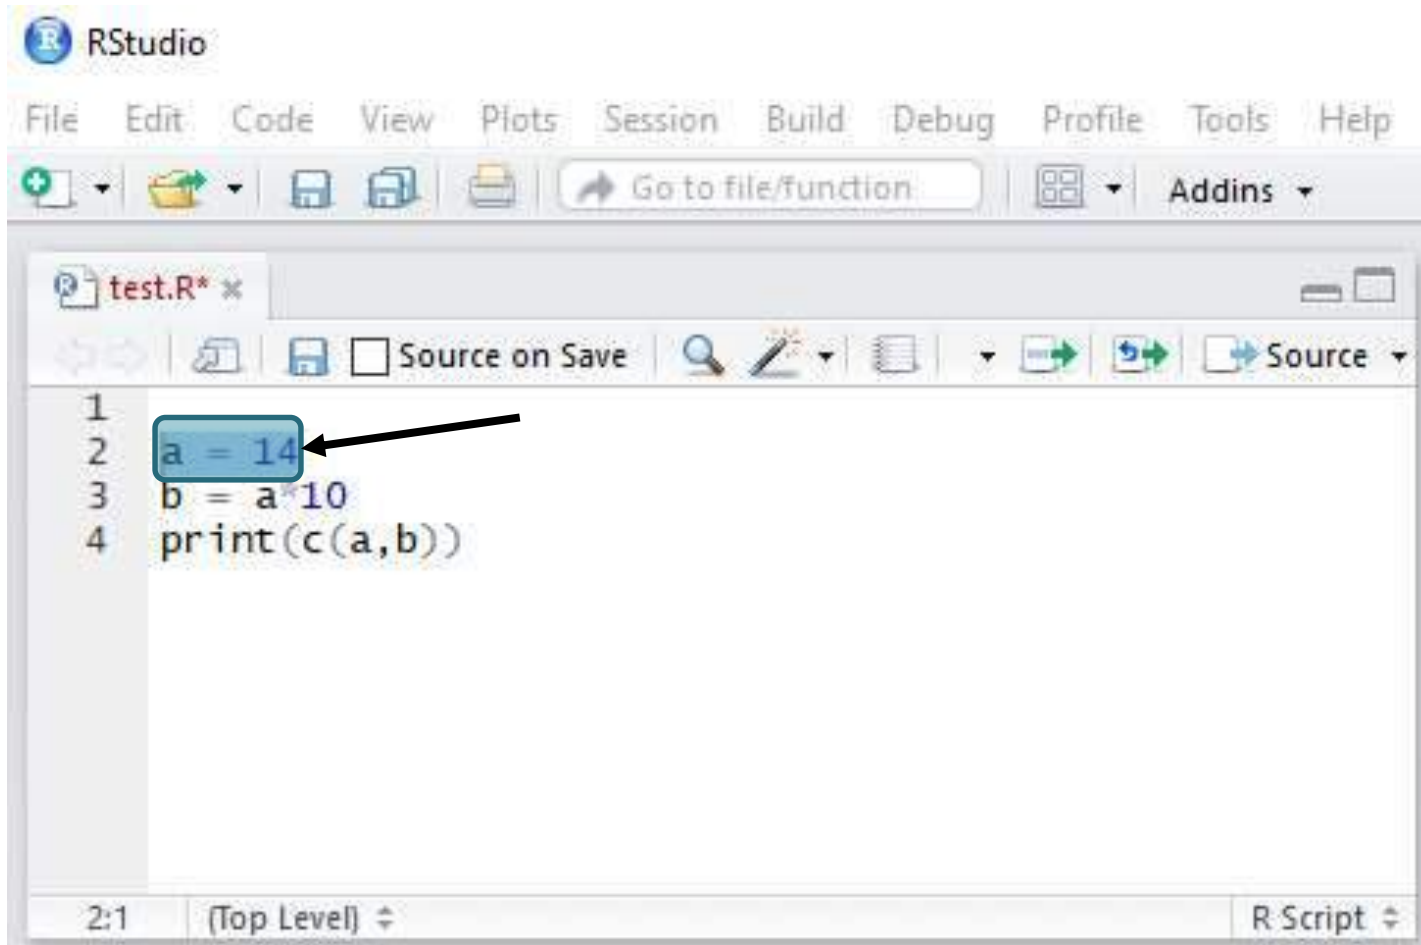 RStudio
File Edit Code View Plots Session Build Debug Profile Tools Help
Go to file/function Addins
test.R*
Source on Save Source
1
2 a = 14
3 b = a*10
4 print(c(a,b))
2:1 (Top Level) R Script